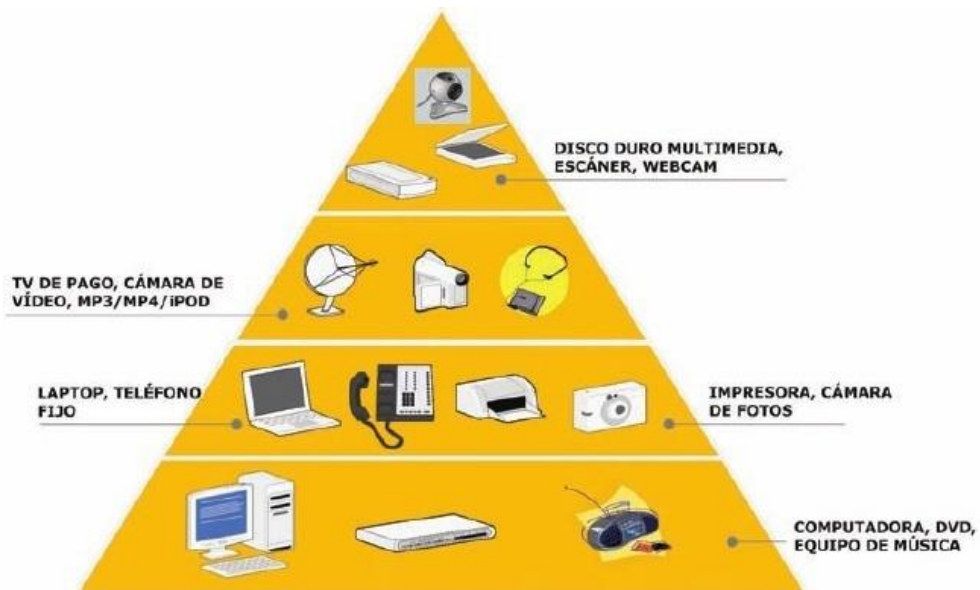 DISCO DURO MULTIMEDIA,
ESCÁNER, WEBCAM
TV DE PAGO, CÁMARA DE
VÍDEO, MP3/MP4/iPOD
LAPTOP, TELÉFONO
FIJO
IMPRESORA, CÁMARA
DE FOTOS
COMPUTADORA, DVD,
EQUIPO DE MÚSICA